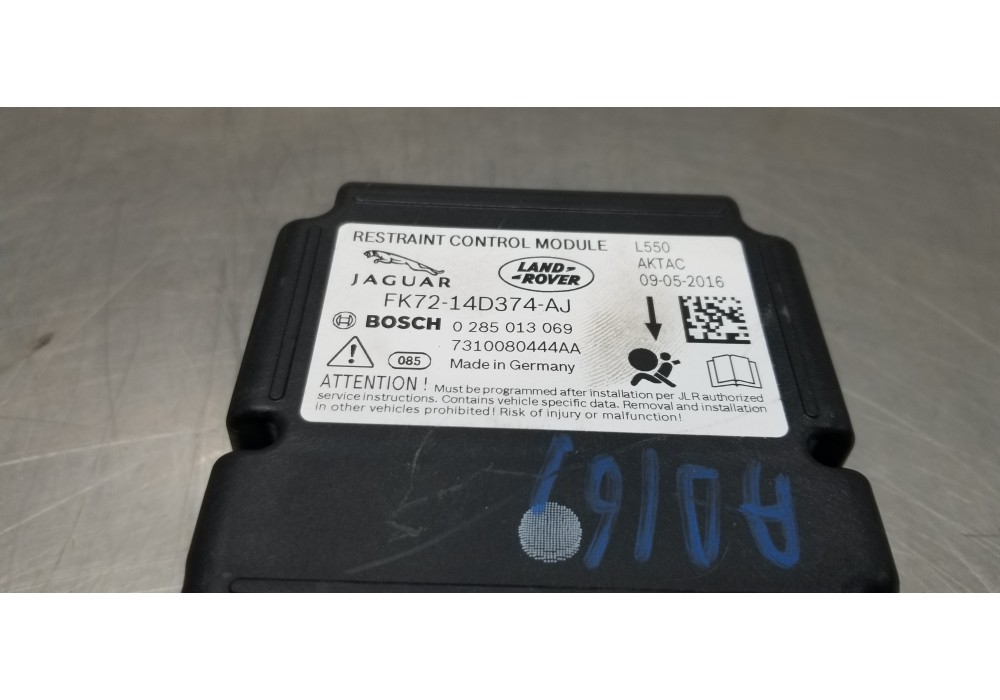 RESTRAINT CONTROL MODULE
L550
AKTAC
09-05-2016
JAGUAR
LAND ROVER
FK72-14D374-AJ
BOSCH 0 285 013 069
7310080444AA
085
Made in Germany
ATTENTION! Must be programmed after installation per JLR authorized
service instructions. Contains vehicle specific data. Removal and installation
in other vehicles prohibited! Risk of injury or malfunction!